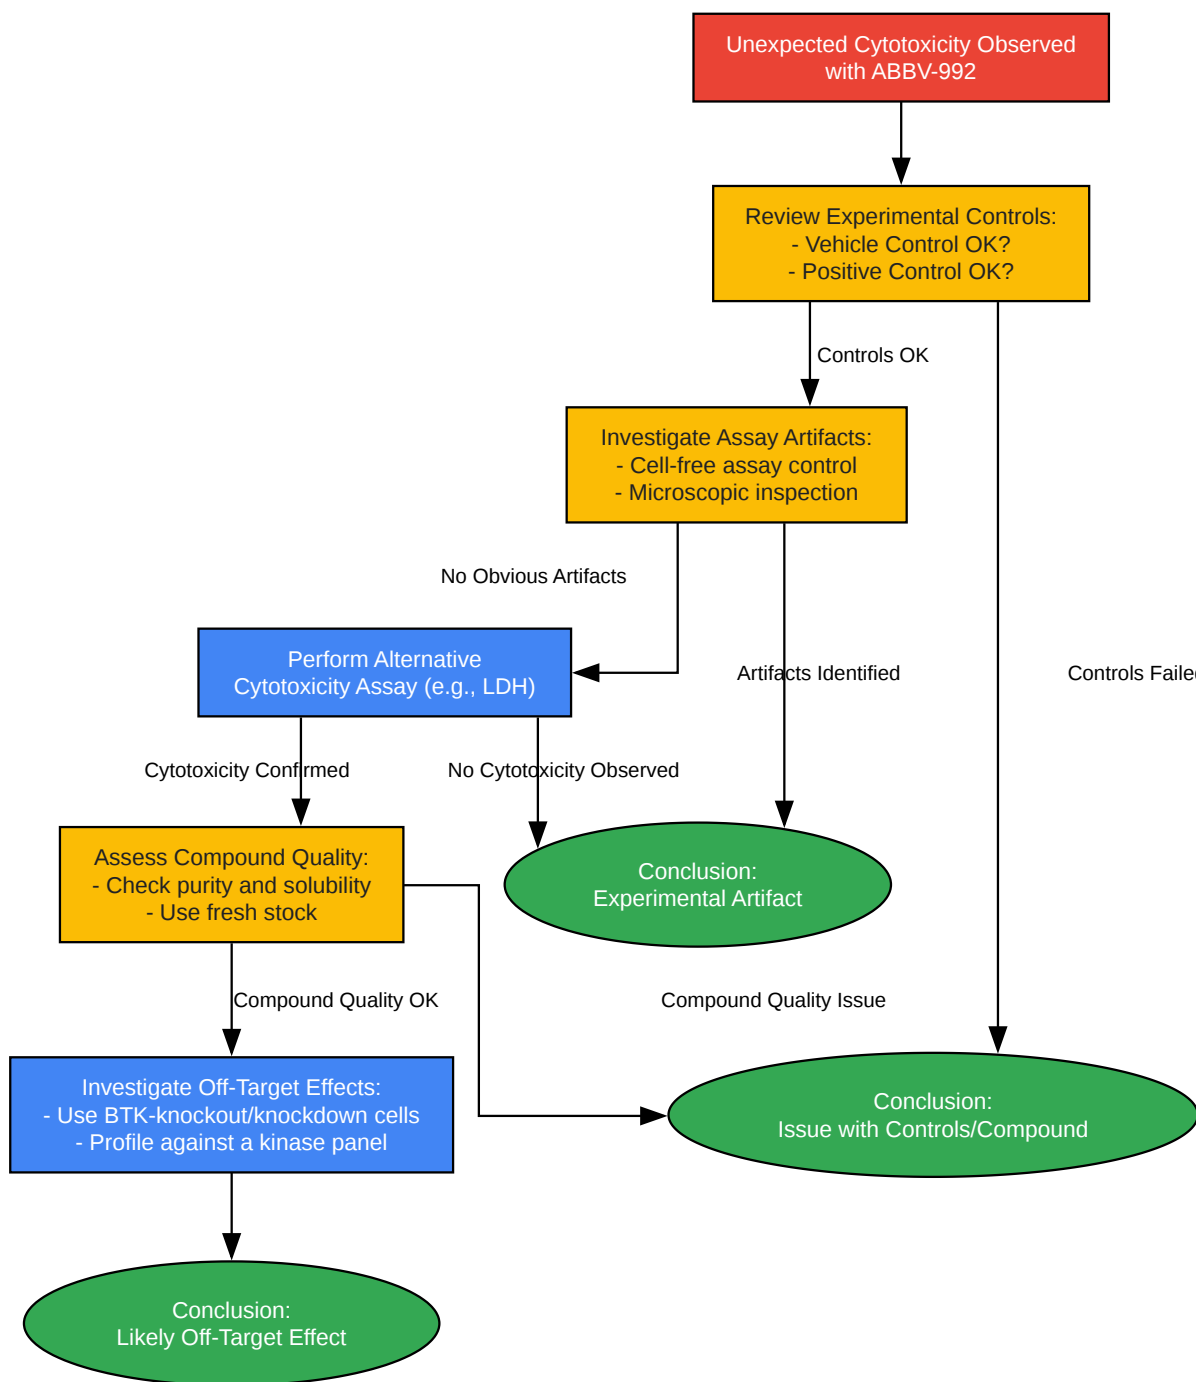 Unexpected Cytotoxicity Observed
with ABBV-992
Review Experimental Controls:
- Vehicle Control OK?
- Positive Control OK?
Controls OK
Investigate Assay Artifacts:
- Cell-free assay control
- Microscopic inspection
No Obvious Artifacts
Perform Alternative
Cytotoxicity Assay (e.g., LDH)
Artifacts Identified
Controls Failed
Cytotoxicity Confirmed
No Cytotoxicity Observed
Assess Compound Quality:
- Check purity and solubility
- Use fresh stock
Conclusion:
Experimental Artifact
Compound Quality OK
Compound Quality Issue
Investigate Off-Target Effects:
- Use BTK-knockout/knockdown cells
- Profile against a kinase panel
Conclusion:
Issue with Controls/Compound
Conclusion:
Likely Off-Target Effect